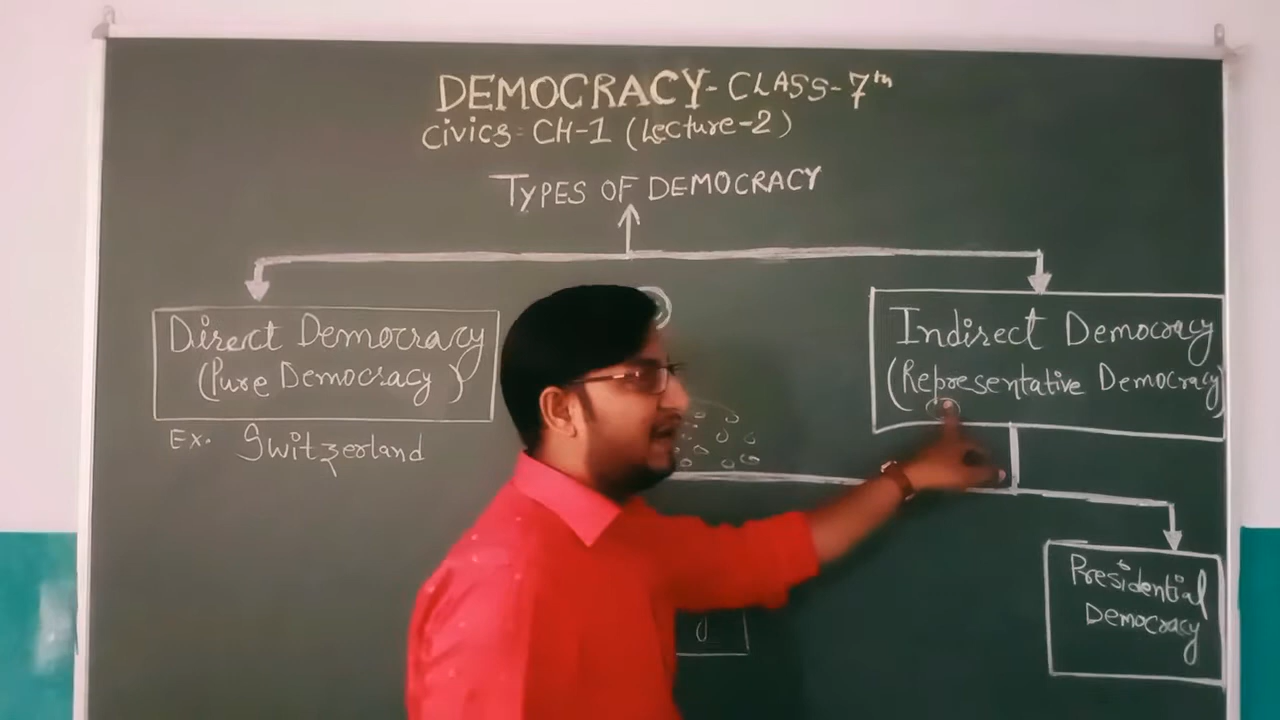 DEMOCRACY- CLASS-7th
Civics- CH-1 (Lecture-2)
TYPES OF DEMOCRACY
Direct Democracy
(Pure Democracy)
Ex. Switzerland
Indirect Democracy
(Representative Democracy)
Presidential
Democracy